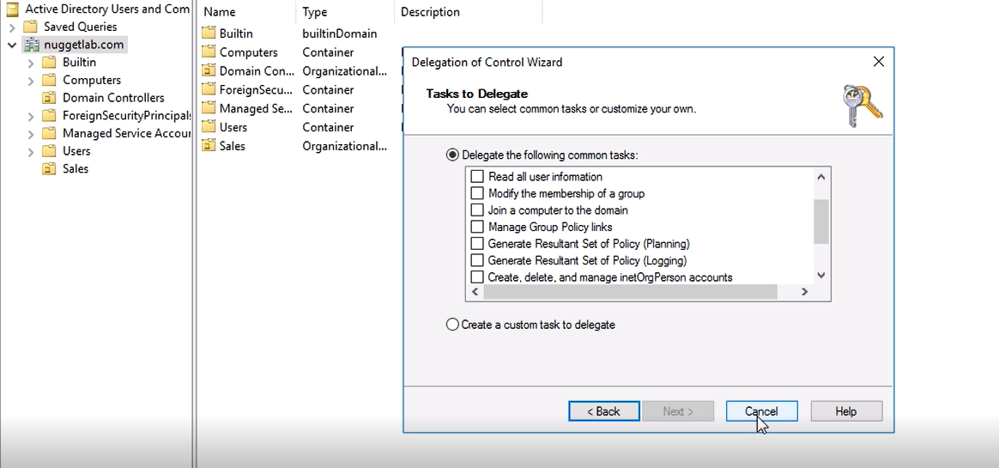 Active Directory Users and Com
Saved Queries
nuggetlab.com
Builtin
Computers
Domain Controllers
ForeignSecurityPrincipals
Managed Service Accour
Users
Sales
Name Type Description
Builtin builtinDomain
Computers Container
Domain Con... Organizational...
ForeignSecu... Container
Managed Se... Container
Users Container
Sales Organizational...
Delegation of Control Wizard
Tasks to Delegate
You can select common tasks or customize your own.
Delegate the following common tasks:
Read all user information
Modify the membership of a group
Join a computer to the domain
Manage Group Policy links
Generate Resultant Set of Policy (Planning)
Generate Resultant Set of Policy (Logging)
Create, delete, and manage inetOrgPerson accounts
Create a custom task to delegate
< Back Next > Cancel Help